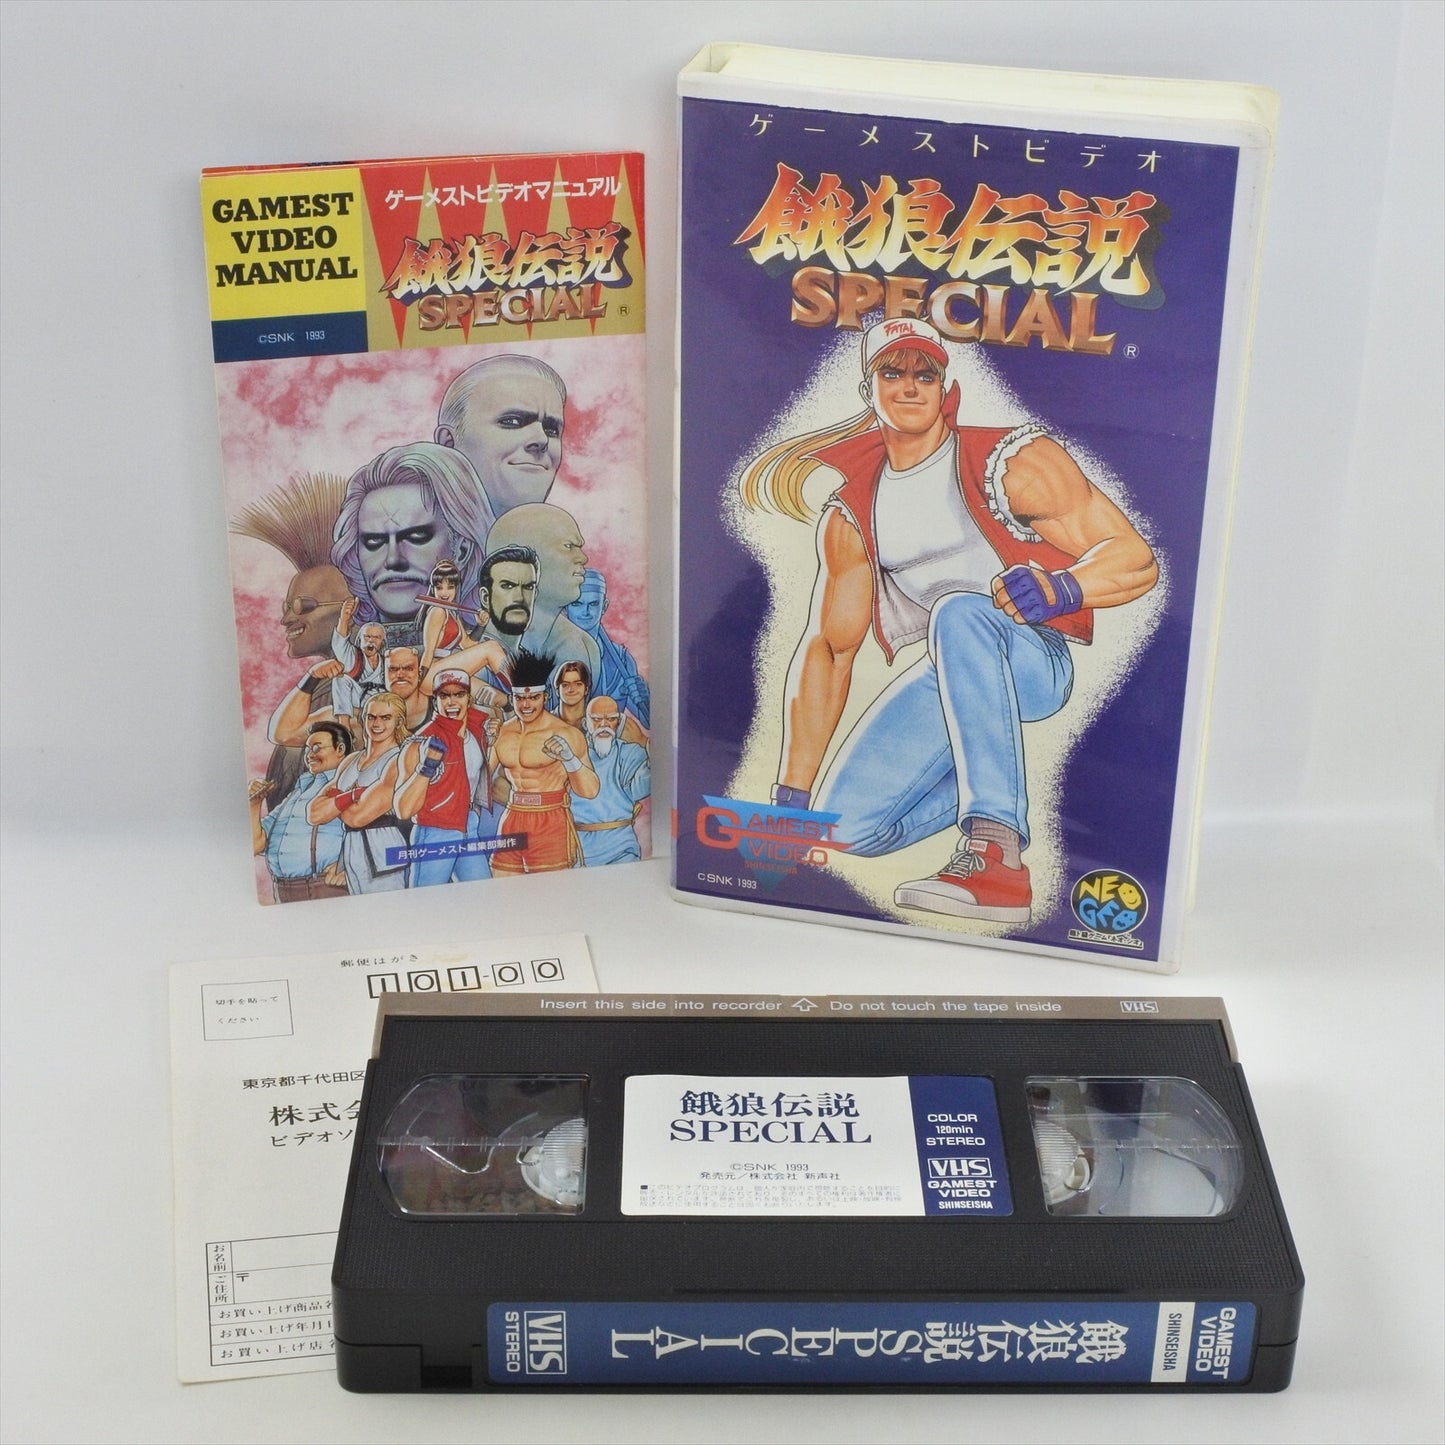 GAMEST
VIDEO
MANUAL
©SNK 1993
ゲーメストビデオマニュアル
餓狼伝説
SPECIAL
®
月刊ゲーメスト編集部制作
ゲーメストビデオ
餓狼伝説
SPECIAL
®
FATAL
GAMEST
VIDEO
SHINSEISHA
©SNK 1993
NEO
GEO
郵便はがき
101-00
切手を貼って
ください
東京都千代田区
株式会
ビデオソ
お名前
ご住所
〒
お買い上げ商品名
お買い上げ年月日
お買い上げ店名
Insert this side into recorder ⇧ Do not touch the tape inside
VHS
餓狼伝説
SPECIAL
©SNK 1993
発売元／株式会社 新声社
COLOR
120min
STEREO
VHS
GAMEST
VIDEO
SHINSEISHA
VHS
STEREO
餓狼伝説SPECIAL
SHINSEISHA
GAMEST
VIDEO